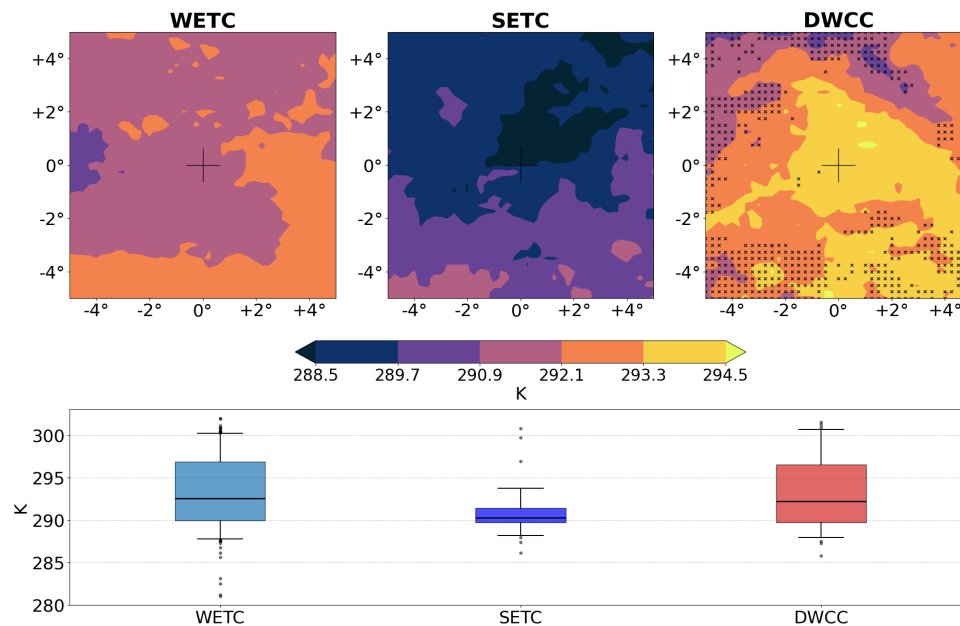 WETC SETC DWCC
+4° +4° +4°
+2° +2° +2°
0° 0° 0°
-2° -2° -2°
-4° -4° -4°
-4° -2° 0° +2° +4° -4° -2° 0° +2° +4° -4° -2° 0° +2° +4°
288.5 289.7 290.9 292.1 293.3 294.5
K
300
295
K
290
285
280
WETC SETC DWCC